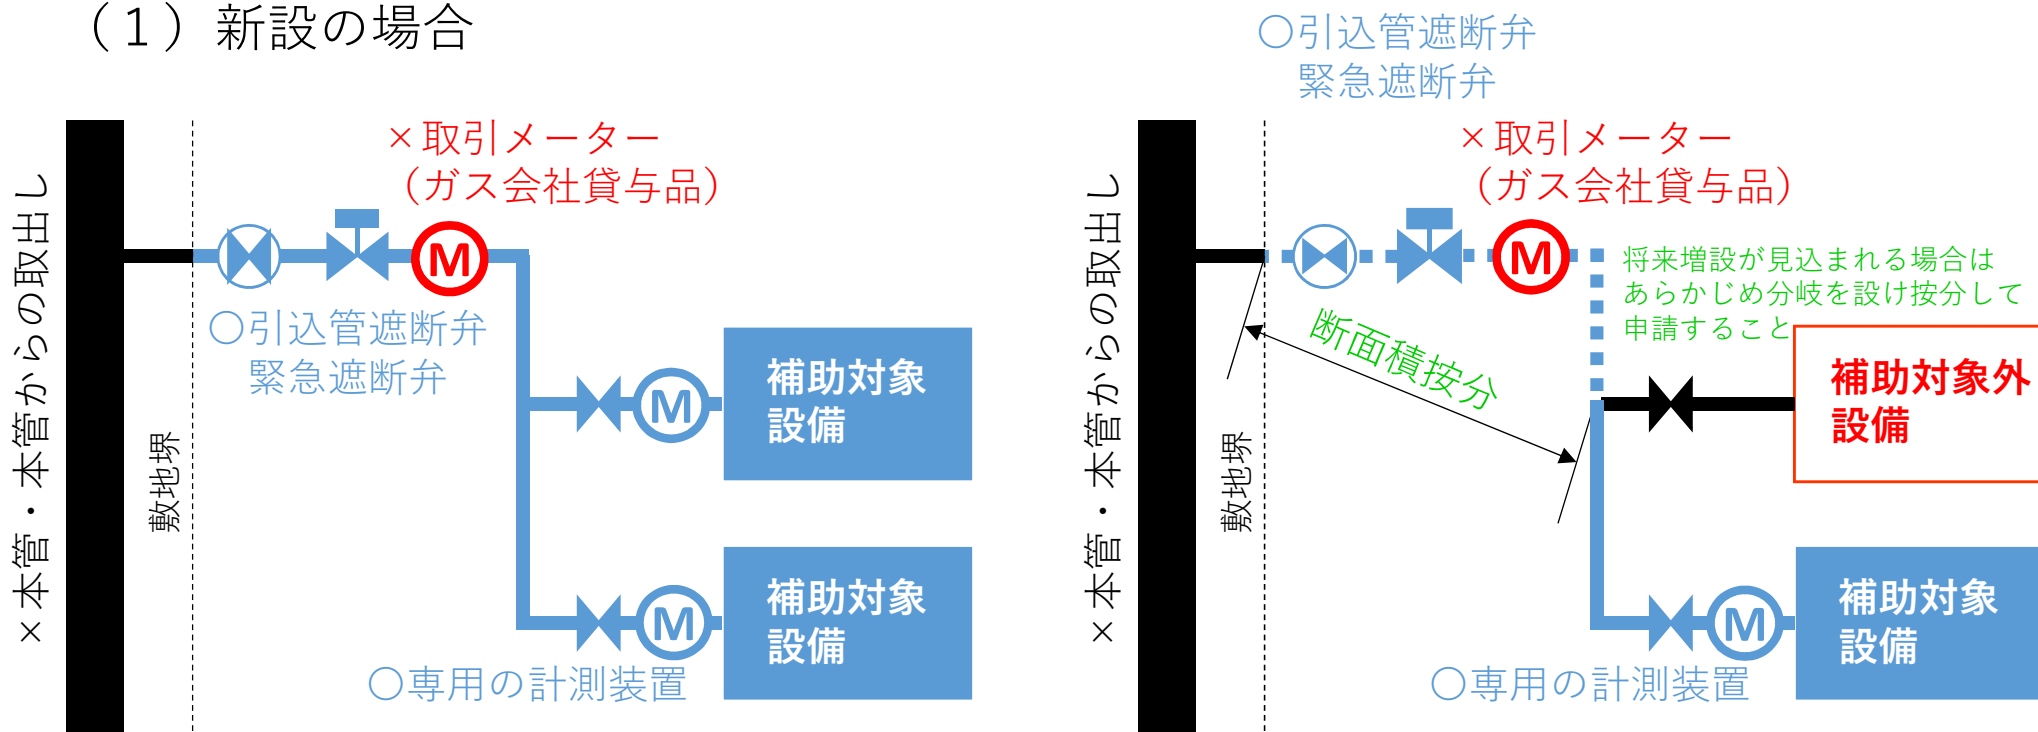 （１）新設の場合
×本管・本管からの取出し
敷地堺
×取引メーター
（ガス会社貸与品）
M
〇引込管遮断弁
緊急遮断弁
M
補助対象
設備
M
補助対象
設備
〇専用の計測装置
〇引込管遮断弁
緊急遮断弁
×本管・本管からの取出し
敷地堺
×取引メーター
（ガス会社貸与品）
M
将来増設が見込まれる場合は
あらかじめ分岐を設け按分して
申請すること
断面積按分
補助対象外
設備
M
補助対象
設備
〇専用の計測装置